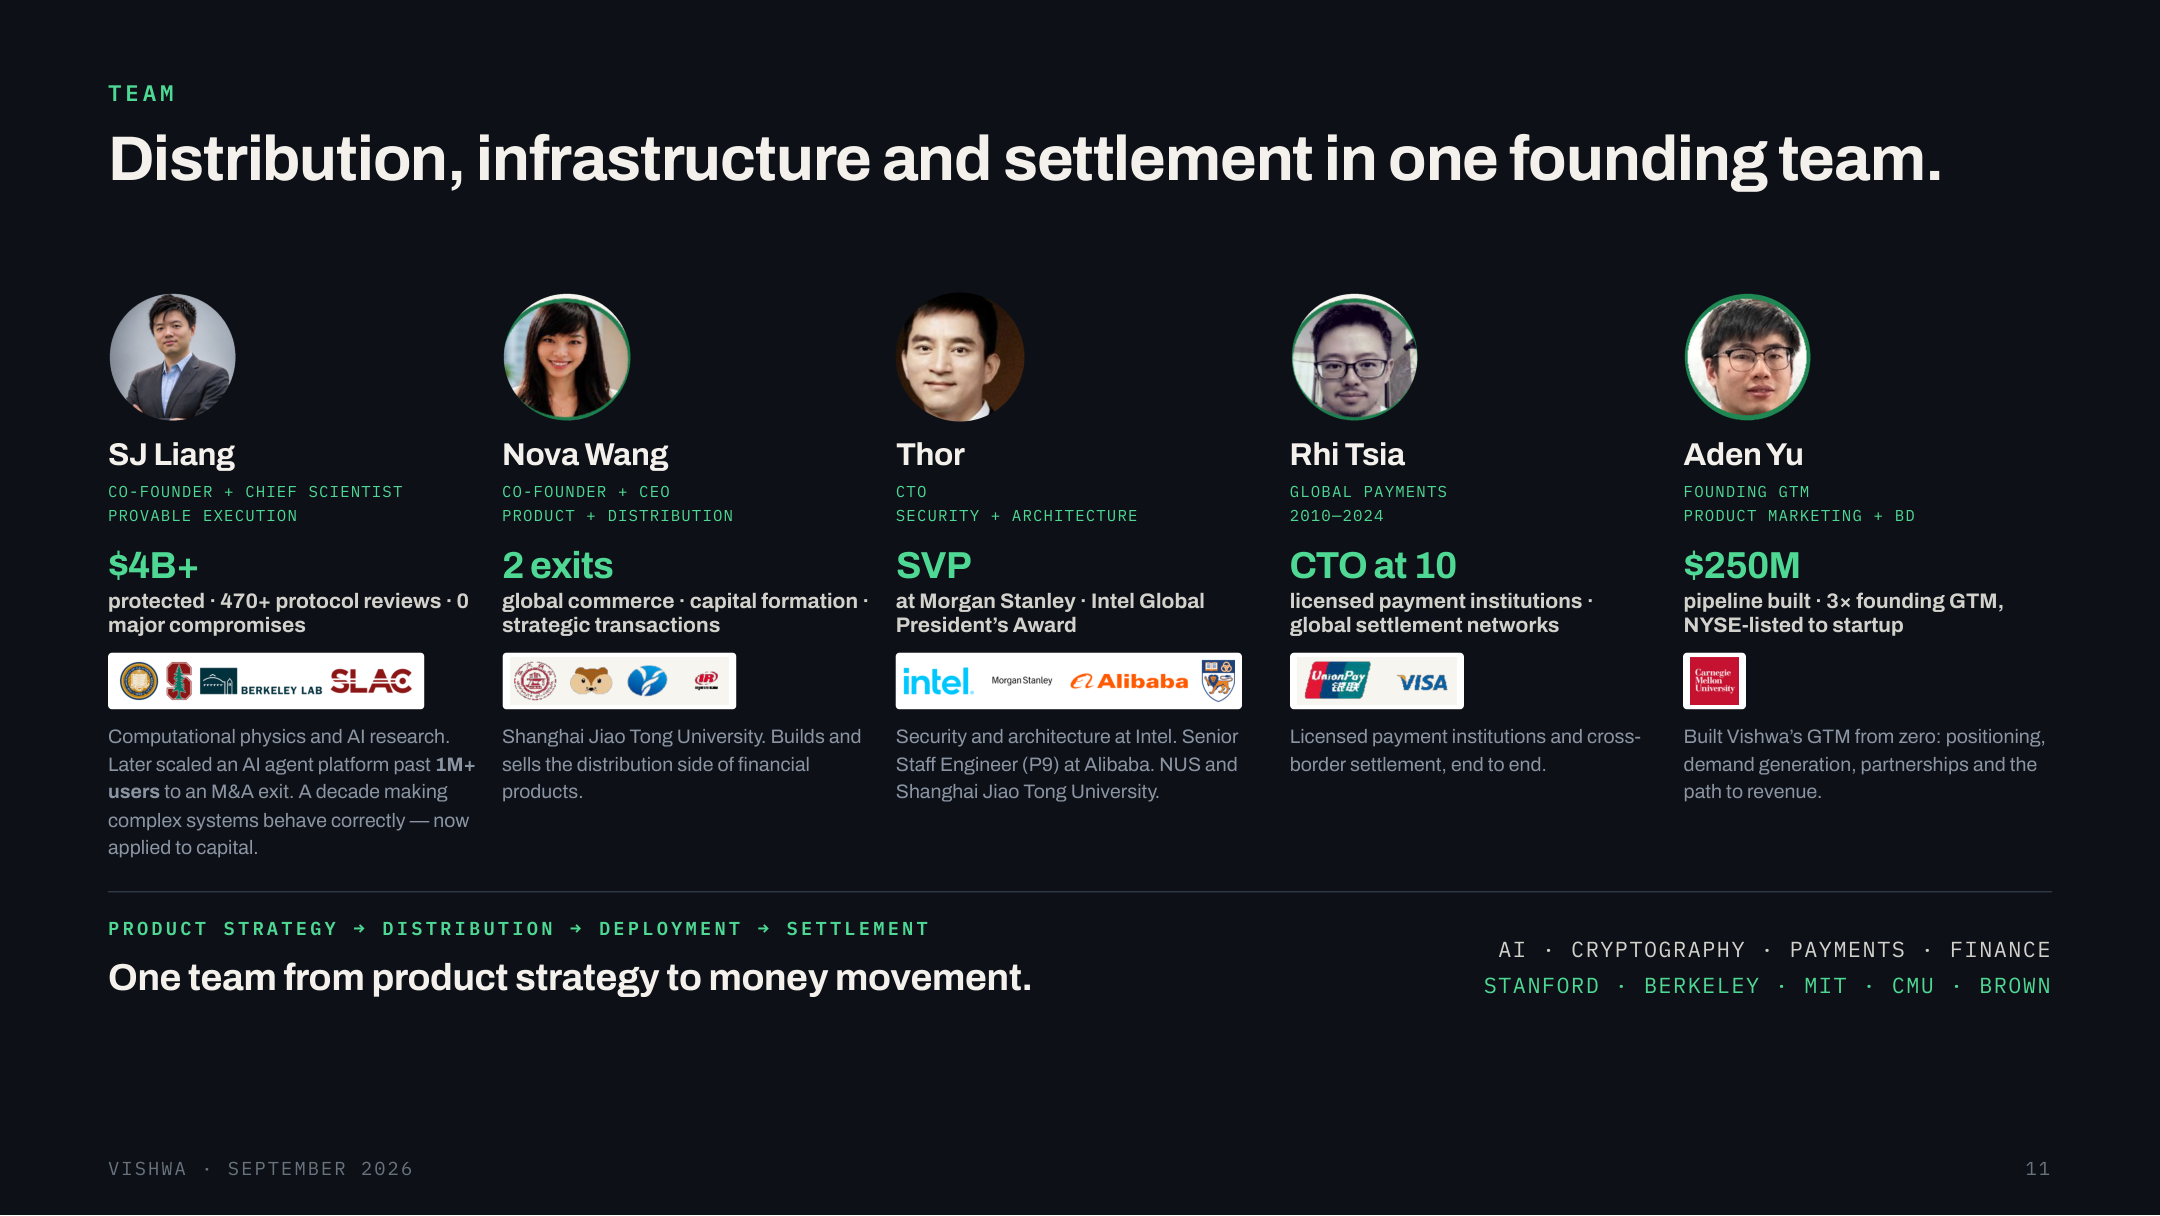 TEAM
Distribution, infrastructure and settlement in one founding team.
SJ Liang
CO-FOUNDER + CHIEF SCIENTIST
PROVABLE EXECUTION
$4B+
protected · 470+ protocol reviews · 0
major compromises
BERKELEY LAB
SLAC
Computational physics and AI research.
Later scaled an AI agent platform past 1M+
users to an M&A exit. A decade making
complex systems behave correctly — now
applied to capital.
Nova Wang
CO-FOUNDER + CEO
PRODUCT + DISTRIBUTION
2 exits
global commerce · capital formation ·
strategic transactions
IR
Shanghai Jiao Tong University. Builds and
sells the distribution side of financial
products.
Thor
CTO
SECURITY + ARCHITECTURE
SVP
at Morgan Stanley · Intel Global
President’s Award
intel.
Morgan Stanley
Alibaba
Security and architecture at Intel. Senior
Staff Engineer (P9) at Alibaba. NUS and
Shanghai Jiao Tong University.
Rhi Tsia
GLOBAL PAYMENTS
2010—2024
CTO at 10
licensed payment institutions ·
global settlement networks
UnionPay
银联
VISA
Licensed payment institutions and cross-
border settlement, end to end.
Aden Yu
FOUNDING GTM
PRODUCT MARKETING + BD
$250M
pipeline built · 3× founding GTM,
NYSE-listed to startup
Carnegie
Mellon
University
Built Vishwa’s GTM from zero: positioning,
demand generation, partnerships and the
path to revenue.
PRODUCT STRATEGY → DISTRIBUTION → DEPLOYMENT → SETTLEMENT
One team from product strategy to money movement.
AI · CRYPTOGRAPHY · PAYMENTS · FINANCE
STANFORD · BERKELEY · MIT · CMU · BROWN
VISHWA · SEPTEMBER 2026
11